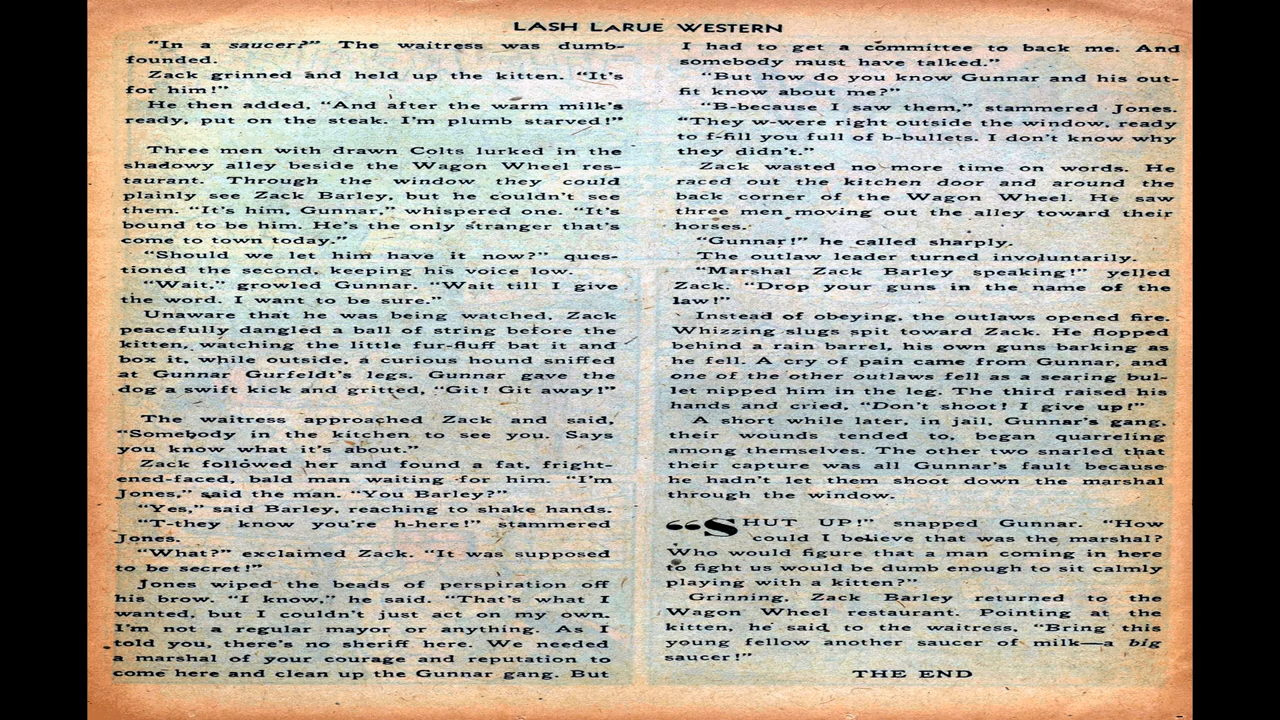 LASH LARUE WESTERN
"In a saucer?" The waitress was dumb-
founded.
Zack grinned and held up the kitten. "It's
for him!"
He then added, "And after the warm milk's
ready, put on the steak. I'm plumb starved!"
Three men with drawn Colts lurked in the
shadowy alley beside the Wagon Wheel res-
taurant. Through the window they could
plainly see Zack Barley, but he couldn't see
them. "It's him, Gunnar," whispered one. "It's
bound to be him. He's the only stranger that's
come to town today."
"Should we let him have it now?" ques-
tioned the second, keeping his voice low.
"Wait," growled Gunnar. "Wait till I give
the word. I want to be sure."
Unaware that he was being watched, Zack
peacefully dangled a ball of string before the
kitten, watching the little fur-fluff bat it and
box it, while outside, a curious hound sniffed
at Gunnar Gurfeldt's legs. Gunnar gave the
dog a swift kick and gritted, "Git! Git away!"
The waitress approached Zack and said,
"Somebody in the kitchen to see you. Says
you know what it's about."
Zack followed her and found a fat, fright-
ened-faced, bald man waiting for him. "I'm
Jones," said the man. "You Barley?"
"Yes," said Barley, reaching to shake hands.
"T-they know you're h-here!" stammered
Jones.
"What?" exclaimed Zack. "It was supposed
to be secret!"
Jones wiped the beads of perspiration off
his brow. "I know," he said. "That's what I
wanted, but I couldn't just act on my own.
I'm not a regular mayor or anything. As I
told you, there's no sheriff here. We needed
a marshal of your courage and reputation to
come here and clean up the Gunnar gang. But
I had to get a committee to back me. And
somebody must have talked."
"But how do you know Gunnar and his out-
fit know about me?"
"B-because I saw them," stammered Jones.
"They w-were right outside the window, ready
to f-fill you full of b-bullets. I don't know why
they didn't."
Zack wasted no more time on words. He
raced out the kitchen door and around the
back corner of the Wagon Wheel. He saw
three men moving out the alley toward their
horses.
"Gunnar!" he called sharply.
The outlaw leader turned involuntarily.
"Marshal Zack Barley speaking!" yelled
Zack. "Drop your guns in the name of the
law!"
Instead of obeying, the outlaws opened fire.
Whizzing slugs spit toward Zack. He flopped
behind a rain barrel, his own guns barking as
he fell. A cry of pain came from Gunnar, and
one of the other outlaws fell as a searing bul-
let nipped him in the leg. The third raised his
hands and cried, "Don't shoot! I give up!"
A short while later, in jail, Gunnar's gang,
their wounds tended to, began quarreling
among themselves. The other two snarled that
their capture was all Gunnar's fault because
he hadn't let them shoot down the marshal
through the window.
"SHUT UP!" snapped Gunnar. "How
could I believe that was the marshal?
Who would figure that a man coming in here
to fight us would be dumb enough to sit calmly
playing with a kitten?"
Grinning, Zack Barley returned to the
Wagon Wheel restaurant. Pointing at the
kitten, he said to the waitress, "Bring this
young fellow another saucer of milk—a big
saucer!"
THE END